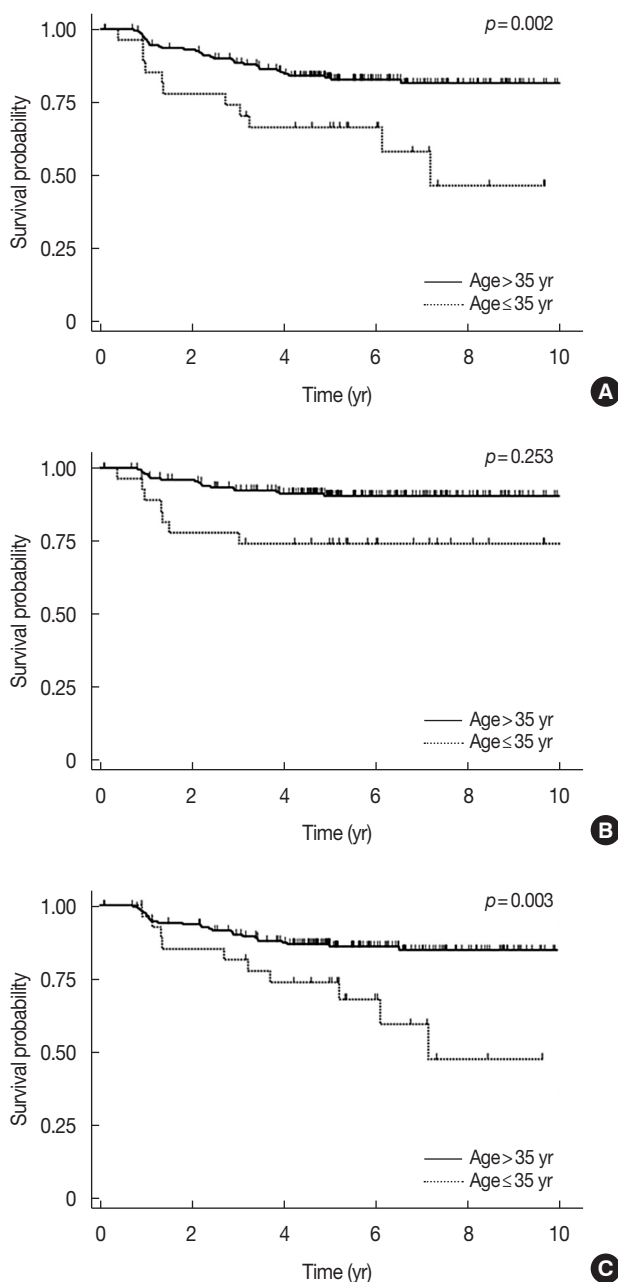 1.00
p=0.002
0.75
0.50
0.25
0
Survival probability
Age>35 yr
Age≤35 yr
0 2 4 6 8 10
Time (yr)
A
1.00
p=0.253
0.75
0.50
0.25
0
Survival probability
Age>35 yr
Age≤35 yr
0 2 4 6 8 10
Time (yr)
B
1.00
p=0.003
0.75
0.50
0.25
0
Survival probability
Age>35 yr
Age≤35 yr
0 2 4 6 8 10
Time (yr)
C